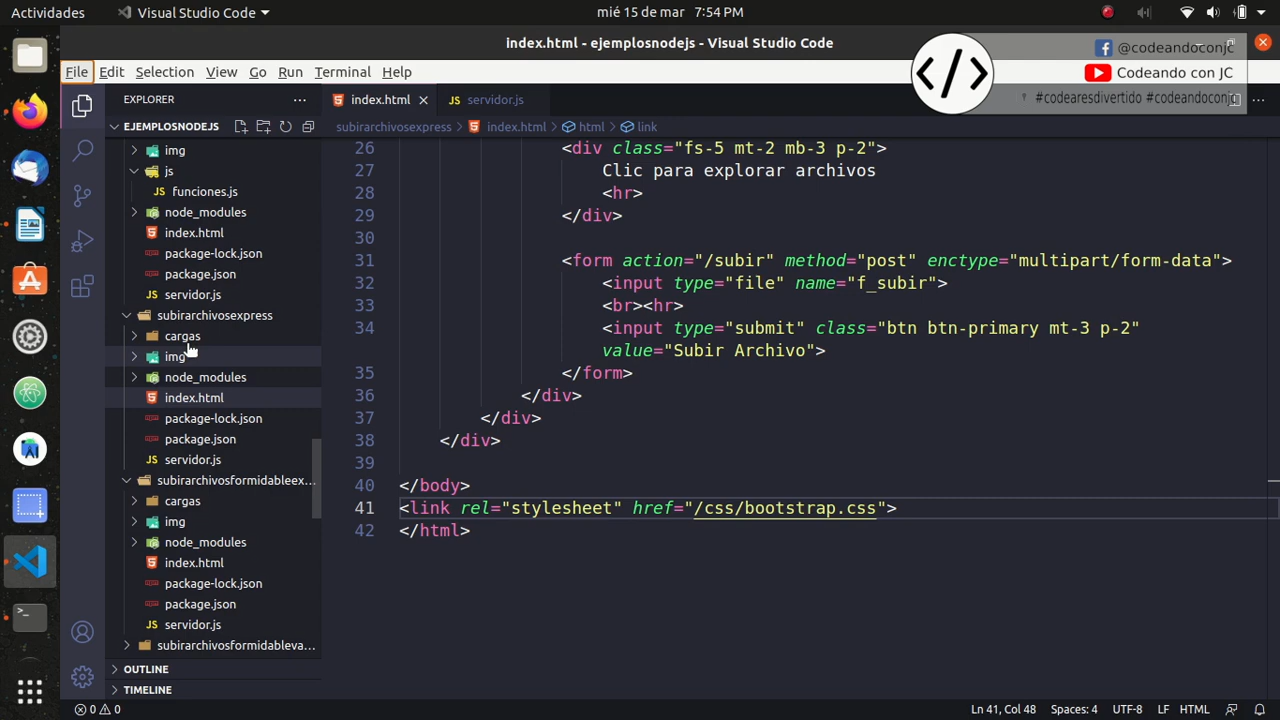 Actividades
Visual Studio Code
mié 15 de mar 7:54 PM
index.html - ejemplosnodejs - Visual Studio Code
@codeandoconjc
Codeando con JC
#codearesdivertido #codeandoconjc
File Edit Selection View Go Run Terminal Help
EXPLORER
EJEMPLOSNODEJS
img
js
JS funciones.js
node_modules
index.html
package-lock.json
package.json
JS servidor.js
subirarchivosexpress
cargas
img
node_modules
index.html
package-lock.json
package.json
JS servidor.js
subirarchivosformidableex...
cargas
img
node_modules
index.html
package-lock.json
package.json
JS servidor.js
subirarchivosformidableva...
OUTLINE
TIMELINE
index.html
JS servidor.js
subirarchivosexpress > index.html > html > link
26 <div class="fs-5 mt-2 mb-3 p-2">
27 Clic para explorar archivos
28 <hr>
29 </div>
30
31 <form action="/subir" method="post" enctype="multipart/form-data">
32 <input type="file" name="f_subir">
33 <br><hr>
34 <input type="submit" class="btn btn-primary mt-3 p-2"
value="Subir Archivo">
35 </form>
36 </div>
37 </div>
38 </div>
39
40 </body>
41 <link rel="stylesheet" href="/css/bootstrap.css">
42 </html>
0 0
Ln 41, Col 48 Spaces: 4 UTF-8 LF HTML